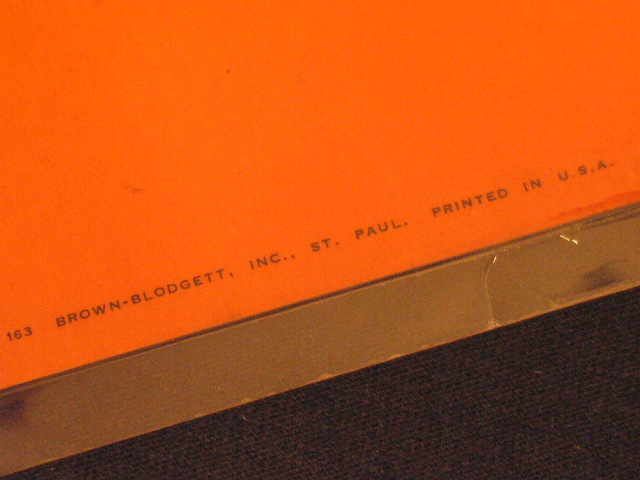 163 BROWN-BLODGETT, INC., ST. PAUL. PRINTED IN U.S.A.